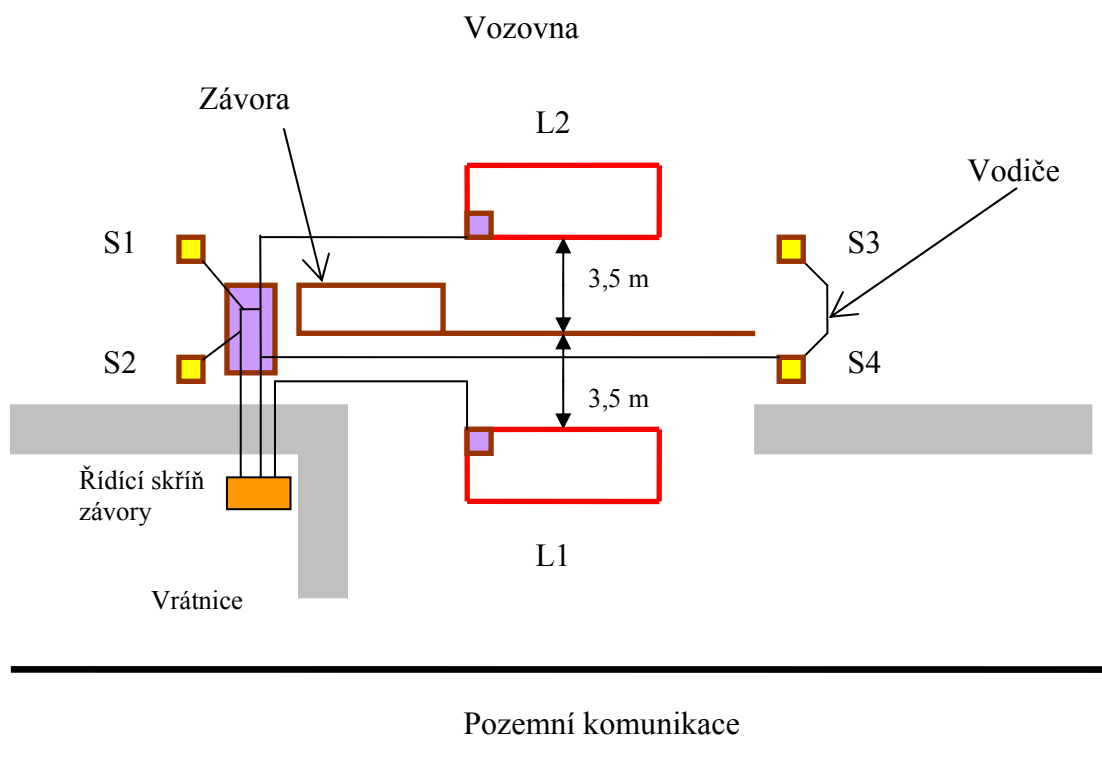 Vozovna
Závora
L2
Vodiče
S1
S3
3,5 m
S2
S4
3,5 m
Řídící skříň
závory
L1
Vrátnice
Pozemní komunikace